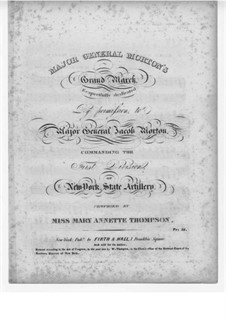 MAJOR GENERAL MORTON'S
Grand March,
Respectfully Dedicated
By permission, to
Major General Jacob Morton,
COMMANDING THE
First Division
New York State Artillery,
COMPOSED BY
MISS MARY ANNETTE THOMPSON.
New York, Publ. by FIRTH & HALL, 1 Franklin Square